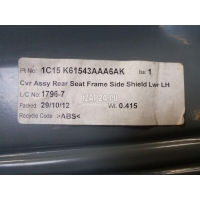 Pt No: 1C15 K61543AAA6AK bs 1
Cvr Assy Rear Seat Frame Side Shield Lwr LH
L/C No: 1796-7
Packed: 29/10/12 Wt. 0.415
Recycle Code: >ABS<